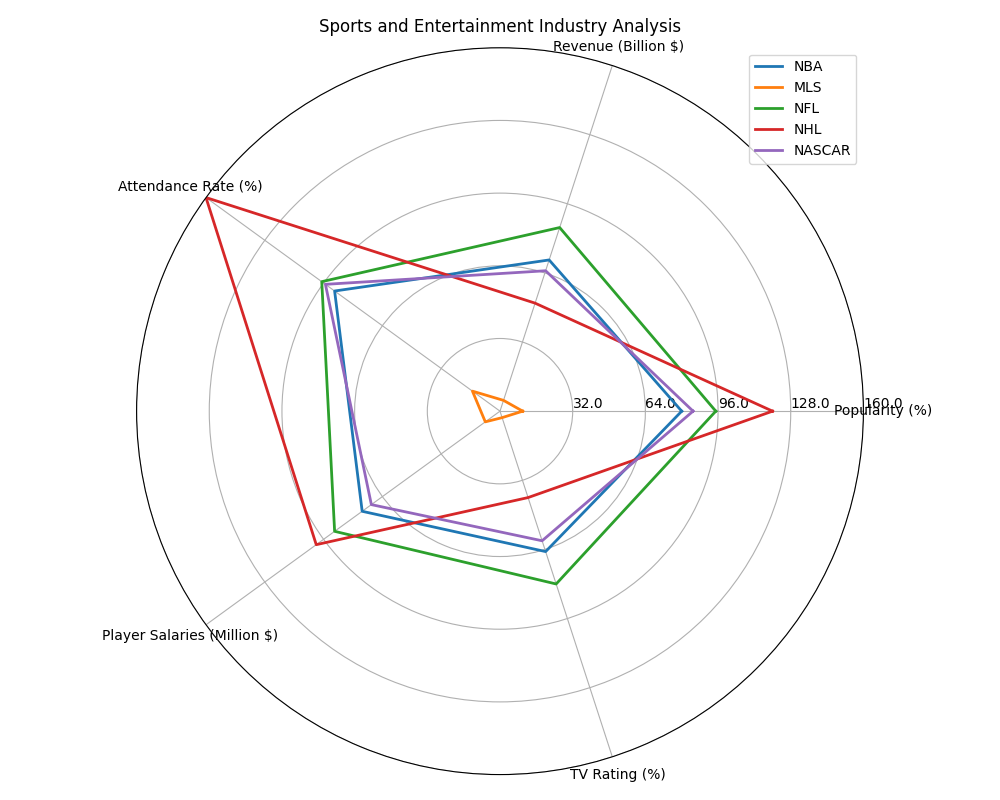 Sports and Entertainment Industry Analysis
Revenue (Billion $)
NBA
MLS
NFL
NHL
NASCAR
Attendance Rate (%)
32.0 64.0 96.0 128.0 160.0
Popularity (%)
Player Salaries (Million $)
TV Rating (%)